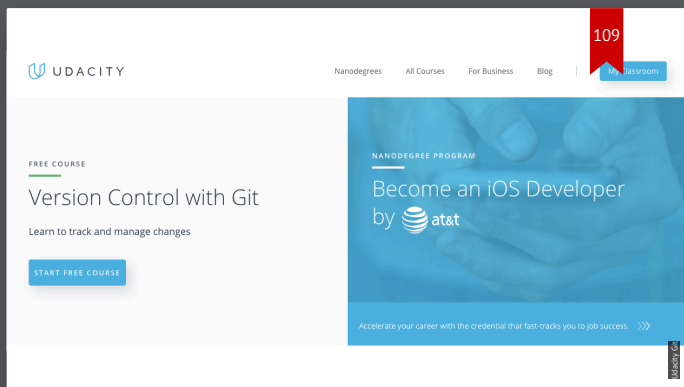 109
UDACITY
Nanodegrees All Courses For Business Blog My Classroom
FREE COURSE
Version Control with Git
Learn to track and manage changes
START FREE COURSE
NANODEGREE PROGRAM
Become an iOS Developer
by at&t
Accelerate your career with the credential that fast-tracks you to job success.
Udacity Git